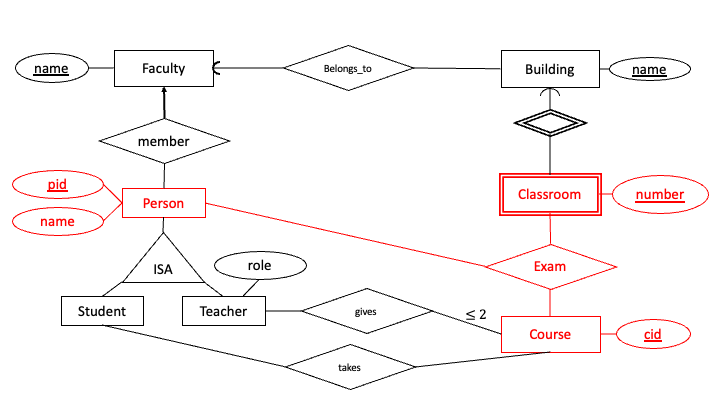 name
Faculty
Belongs_to
Building
name
member
pid
name
Person
Classroom
number
ISA
role
Exam
Student
Teacher
gives
≤ 2
Course
cid
takes